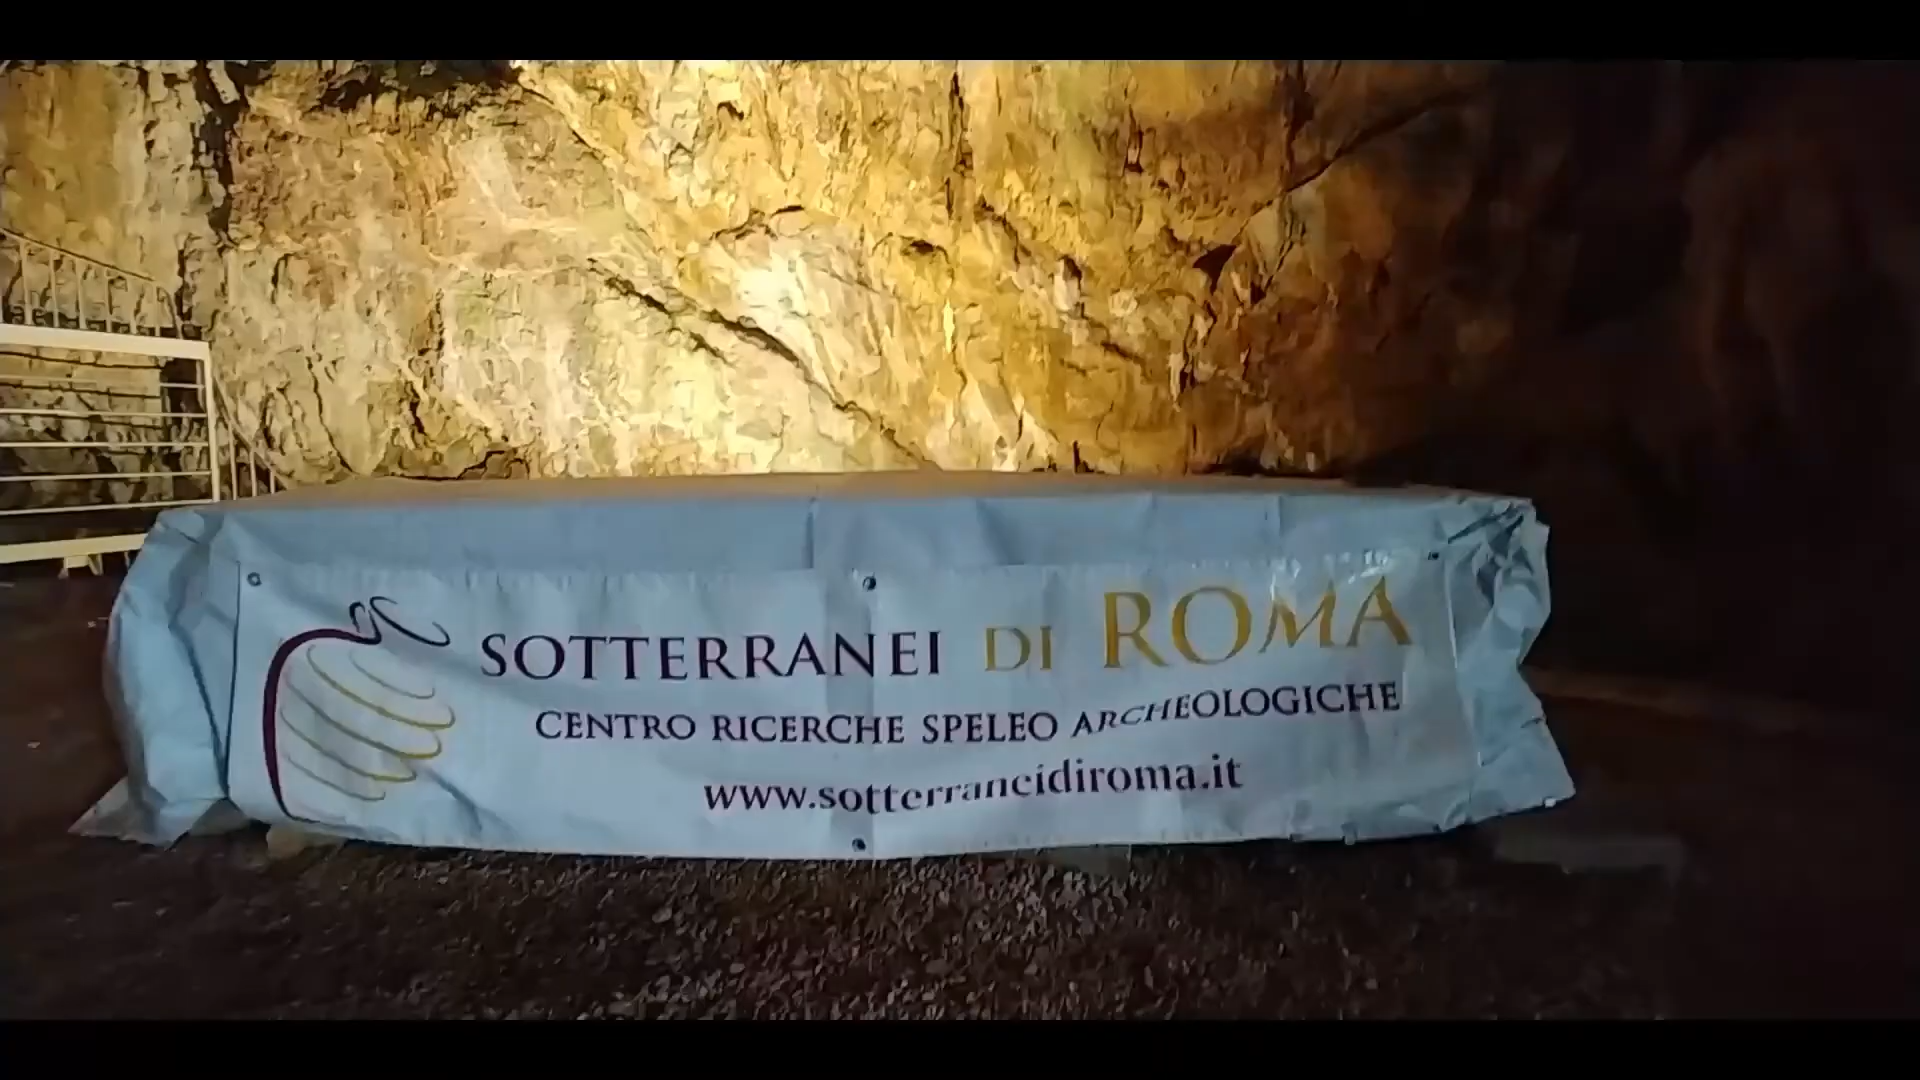 SOTTERRANEI DI ROMA
CENTRO RICERCHE SPELEO ARCHEOLOGICHE
www.sotterraneidiroma.it